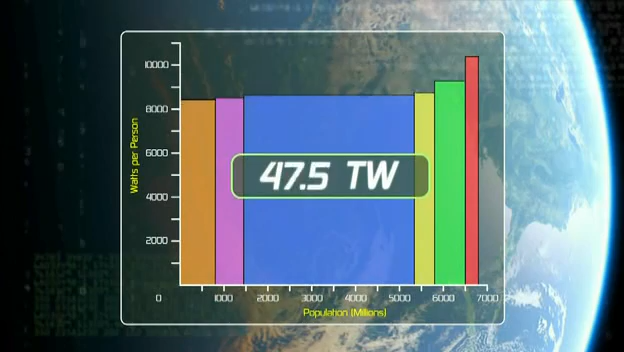 10000
8000
6000
4000
2000
Watts per Person
47.5 TW
0 1000 2000 3000 4000 5000 6000 7000
Population (Millions)